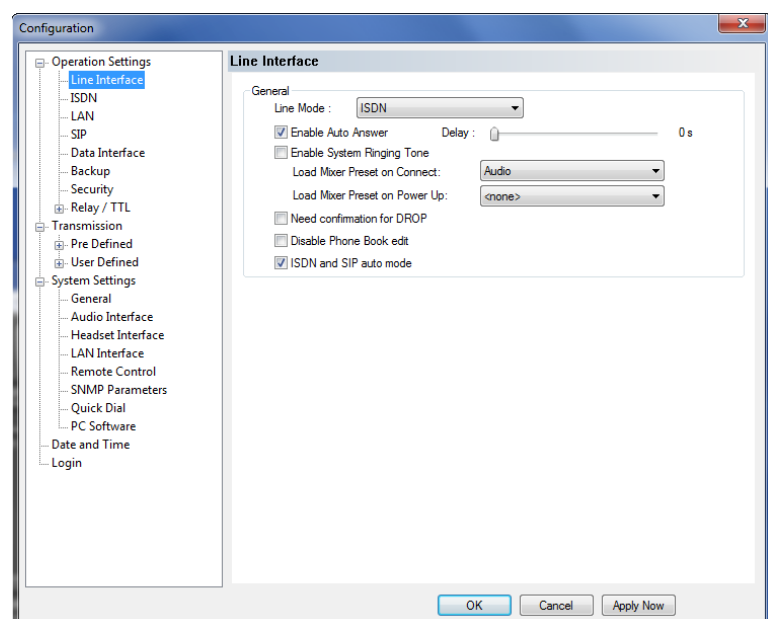 Configuration
Operation Settings
Line Interface
ISDN
LAN
SIP
Data Interface
Backup
Security
Relay / TTL
Transmission
Pre Defined
User Defined
System Settings
General
Audio Interface
Headset Interface
LAN Interface
Remote Control
SNMP Parameters
Quick Dial
PC Software
Date and Time
Login
Line Interface
General
Line Mode : ISDN
Enable Auto Answer Delay : 0 s
Enable System Ringing Tone
Load Mixer Preset on Connect: Audio
Load Mixer Preset on Power Up: <none>
Need confirmation for DROP
Disable Phone Book edit
ISDN and SIP auto mode
OK Cancel Apply Now